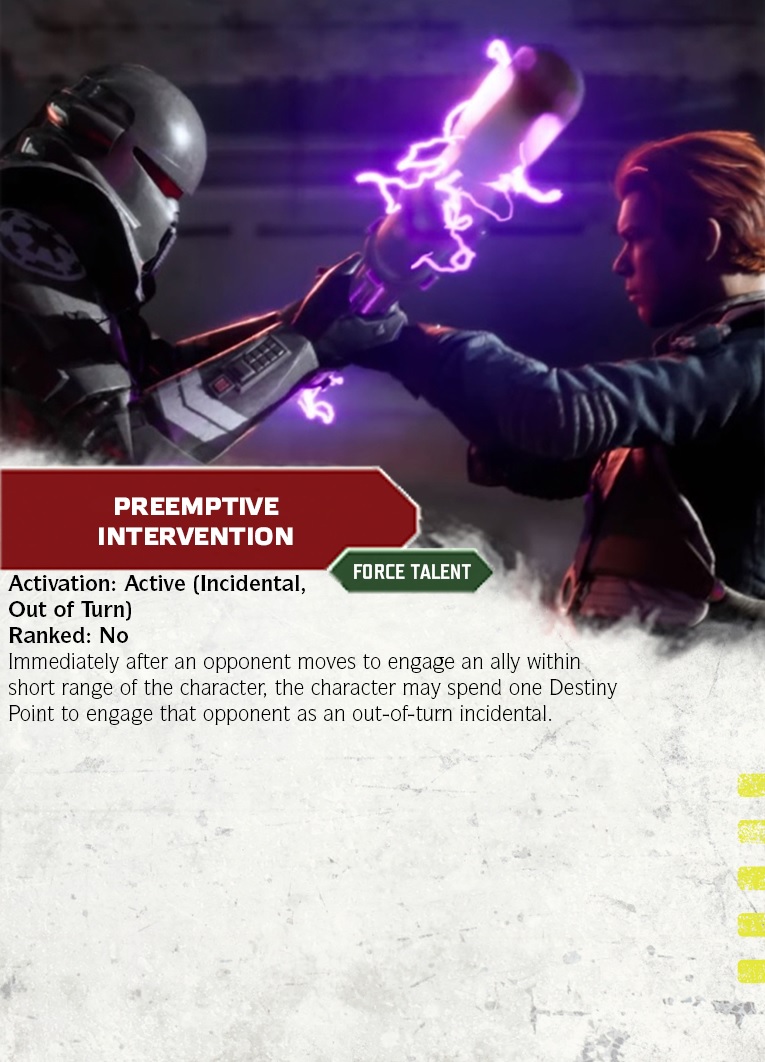 PREEMPTIVE
INTERVENTION
FORCE TALENT
Activation: Active (Incidental,
Out of Turn)
Ranked: No
Immediately after an opponent moves to engage an ally within
short range of the character, the character may spend one Destiny
Point to engage that opponent as an out-of-turn incidental.